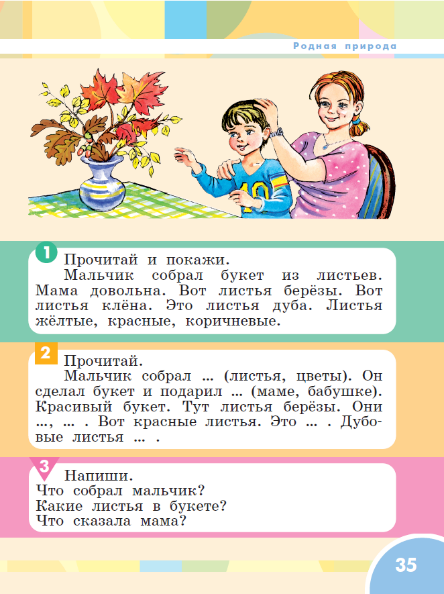 Родная природа
1
Прочитай и покажи.
Мальчик собрал букет из листьев.
Мама довольна. Вот листья берёзы. Вот
листья клёна. Это листья дуба. Листья
жёлтые, красные, коричневые.
2
Прочитай.
Мальчик собрал ... (листья, цветы). Он
сделал букет и подарил ... (маме, бабушке).
Красивый букет. Тут листья берёзы. Они
..., ... . Вот красные листья. Это ... . Дубо-
вые листья ... .
3
Напиши.
Что собрал мальчик?
Какие листья в букете?
Что сказала мама?
35